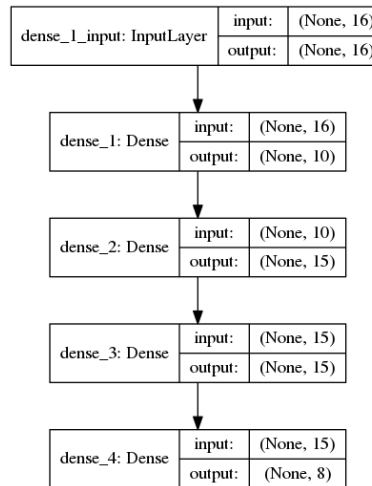 dense_1_input: InputLayer
input: (None, 16)
output: (None, 16)
dense_1: Dense
input: (None, 16)
output: (None, 10)
dense_2: Dense
input: (None, 10)
output: (None, 15)
dense_3: Dense
input: (None, 15)
output: (None, 15)
dense_4: Dense
input: (None, 15)
output: (None, 8)